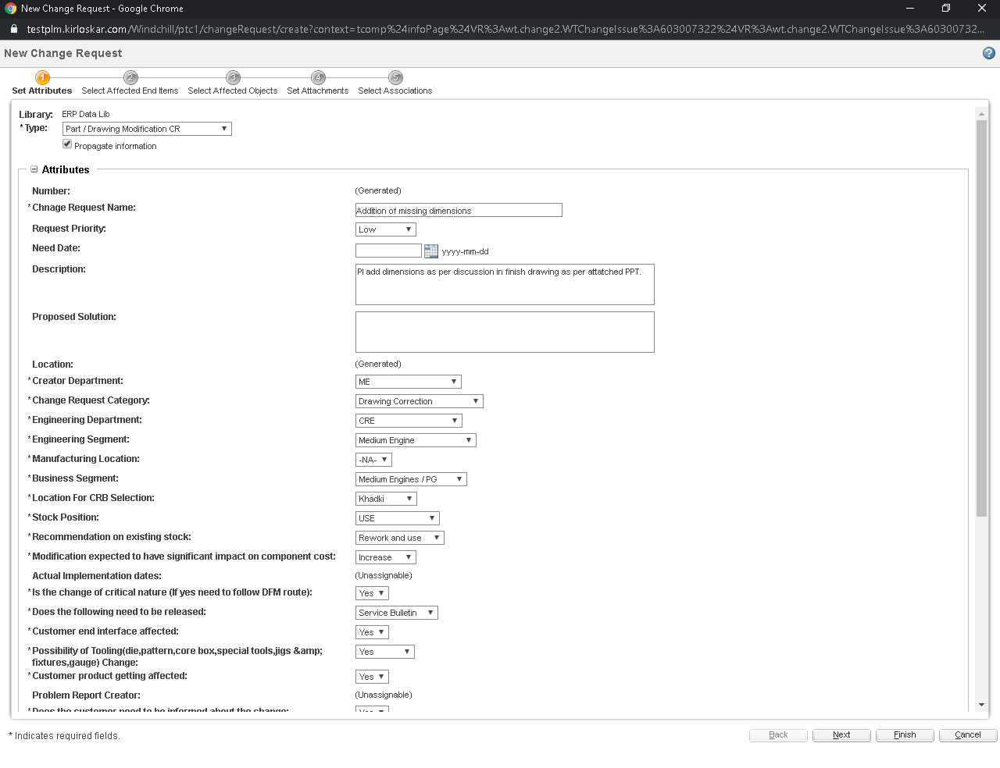 New Change Request - Google Chrome
testplm.kirloskar.com/Windchill/ptc1/changeRequest/create?context=tcomp%24infoPage%24VR%3Awt.change2.WTChangeIssue%3A603007322%24VR%3Awt.change2.WTChangeIssue%3A60300732...
New Change Request
1 2 3 4 5
Set Attributes Select Affected End Items Select Affected Objects Set Attachments Select Associations
Library: ERP Data Lib
* Type: Part / Drawing Modification CR
Propagate information
Attributes
Number: (Generated)
* Chnage Request Name: Addition of missing dimensions
Request Priority: Low
Need Date: yyyy-mm-dd
Description: Pl add dimensions as per discussion in finish drawing as per attatched PPT.
Proposed Solution:
Location: (Generated)
* Creator Department: ME
* Change Request Category: Drawing Correction
* Engineering Department: CRE
* Engineering Segment: Medium Engine
* Manufacturing Location: -NA-
* Business Segment: Medium Engines / PG
* Location For CRB Selection: Khadki
* Stock Position: USE
* Recommendation on existing stock: Rework and use
* Modification expected to have significant impact on component cost: Increase
Actual Implementation dates: (Unassignable)
* Is the change of critical nature (If yes need to follow DFM route): Yes
* Does the following need to be released: Service Bulletin
* Customer end interface affected: Yes
* Possibility of Tooling(die,pattern,core box,special tools,jigs &amp; Yes
fixtures,gauge) Change:
* Customer product getting affected: Yes
Problem Report Creator: (Unassignable)
* Does the customer need to be informed about the change: Yes
* Indicates required fields.
Back Next Finish Cancel